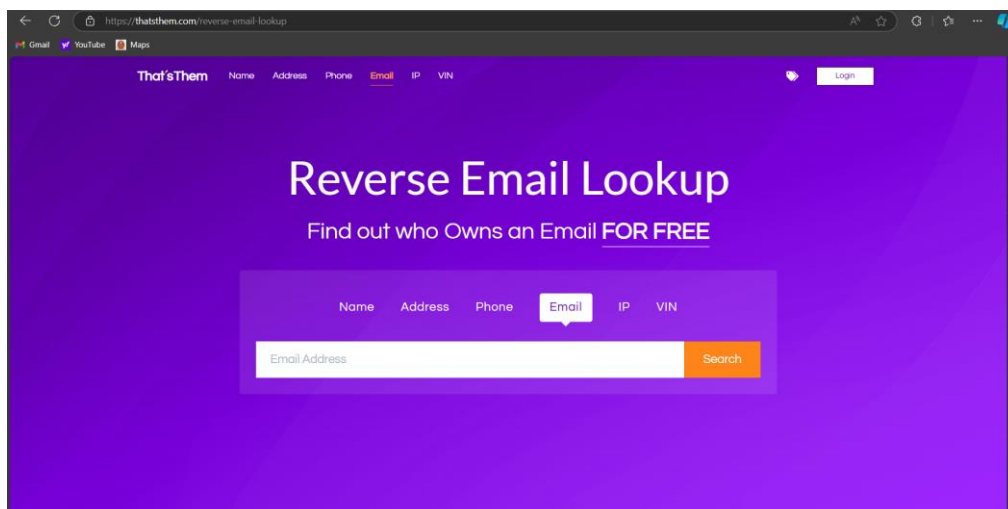 https://thatsthem.com/reverse-email-lookup
Gmail YouTube Maps
That'sThem Name Address Phone Email IP VIN Login
Reverse Email Lookup
Find out who Owns an Email FOR FREE
Name Address Phone Email IP VIN
Email Address Search